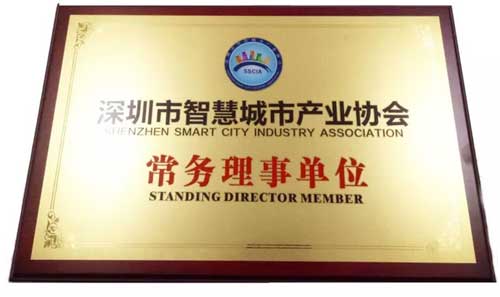 SSCIA
深圳市智慧城市产业协会
SHENZHEN SMART CITY INDUSTRY ASSOCIATION
常务理事单位
STANDING DIRECTOR MEMBER